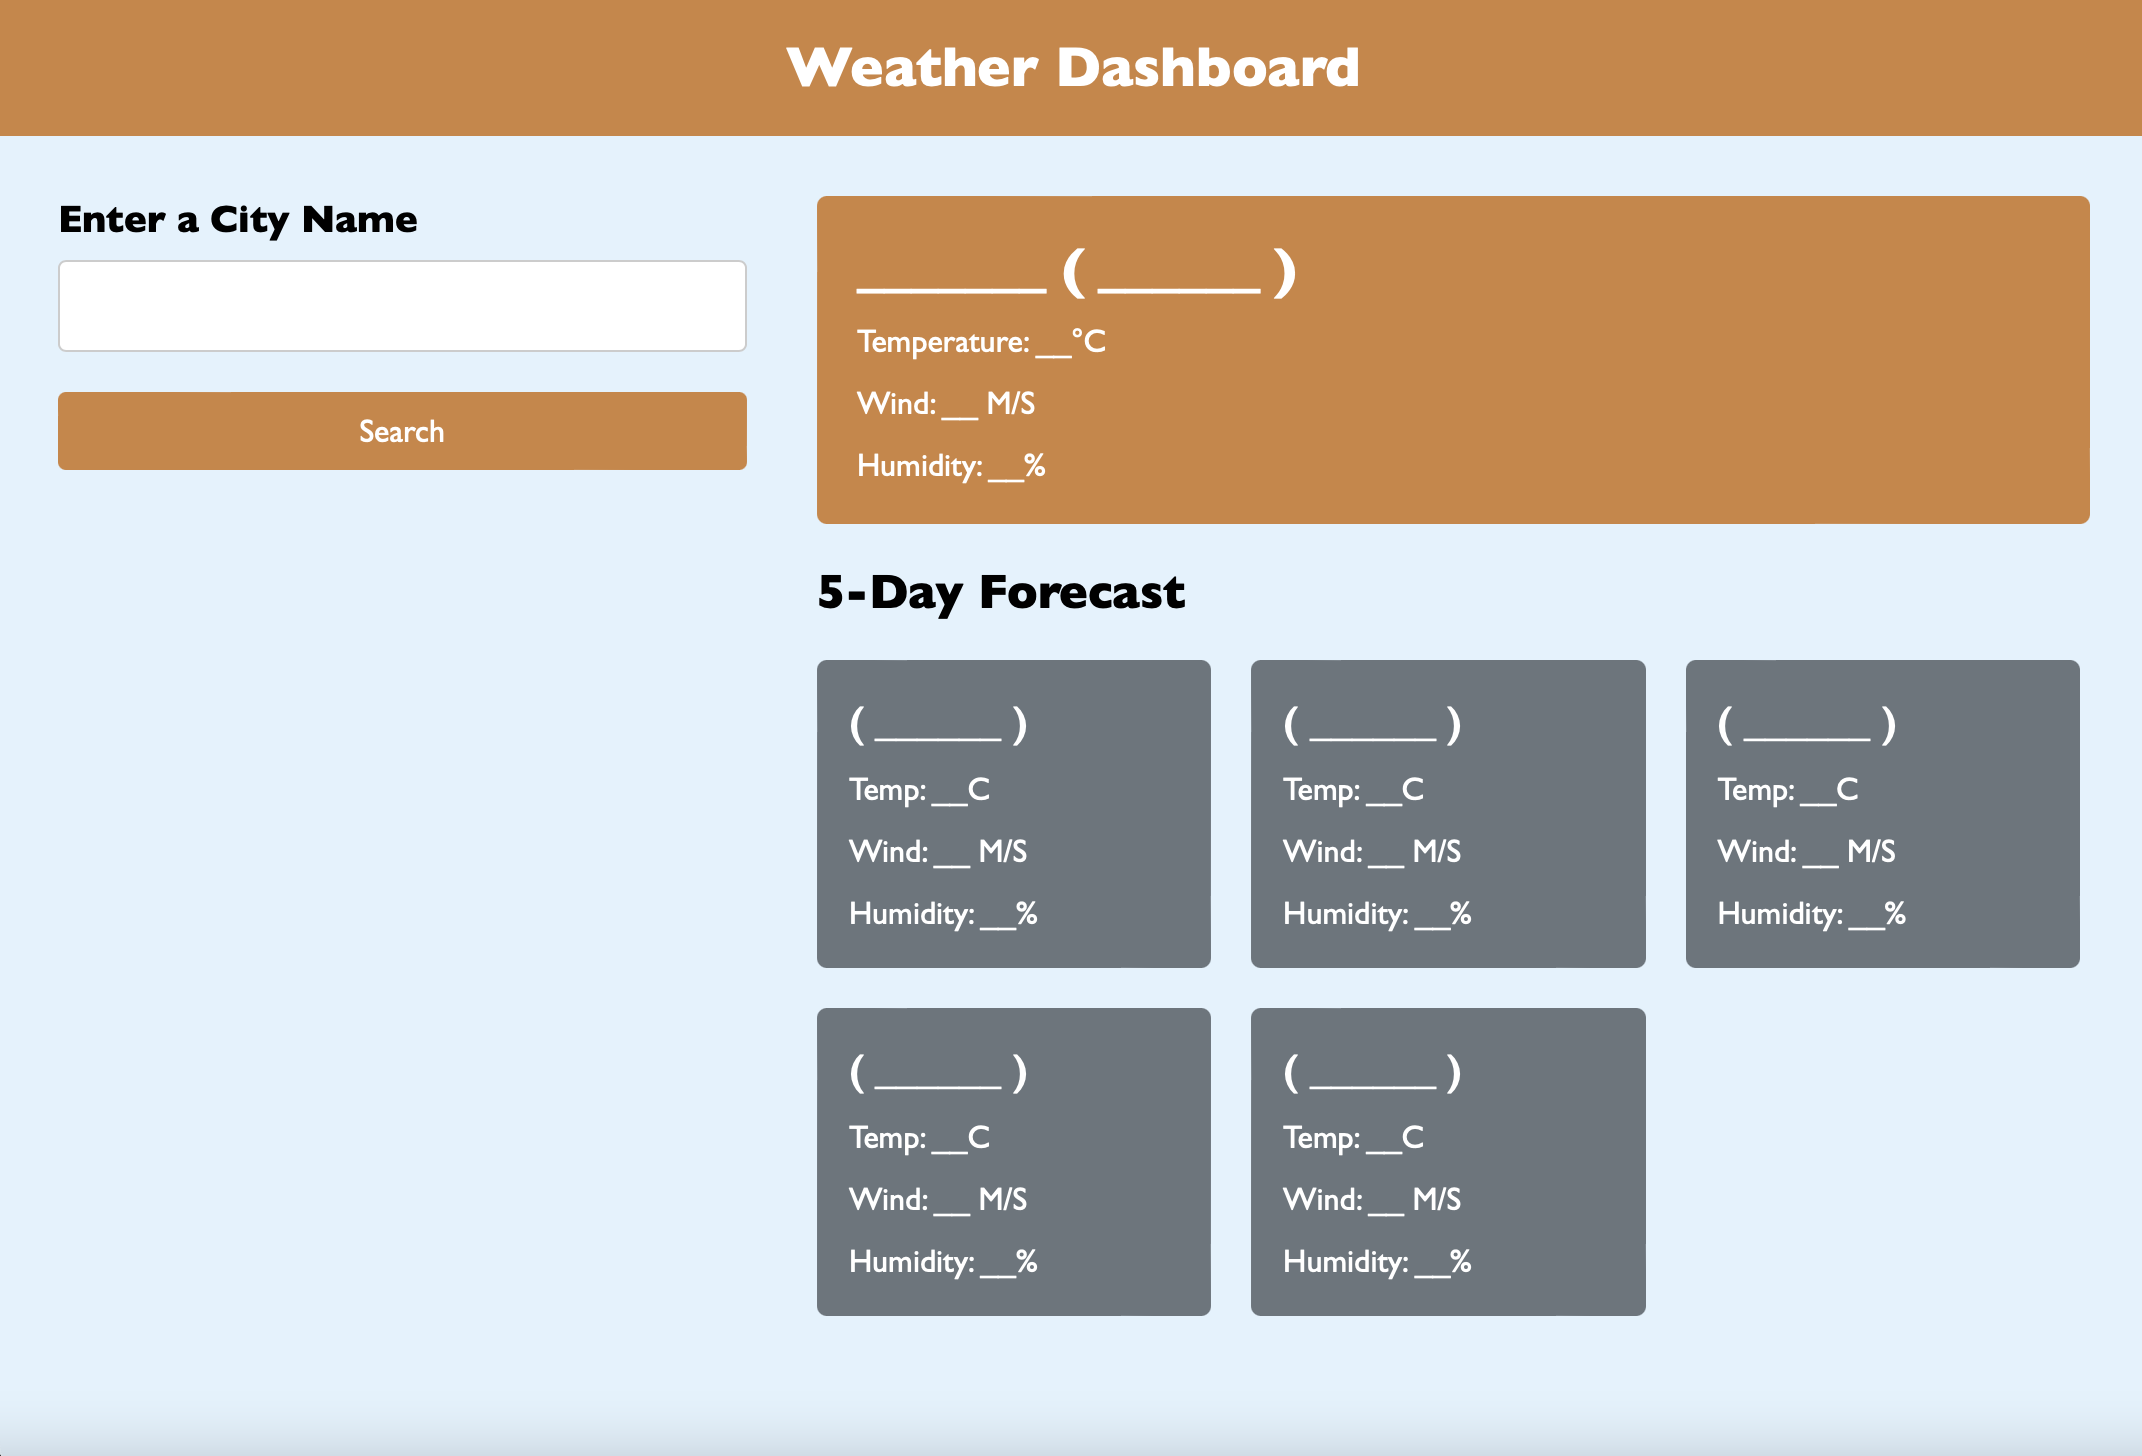 Weather Dashboard
Enter a City Name
Search
______ ( ______ )
Temperature: __°C
Wind: __ M/S
Humidity: __%
5-Day Forecast
( ______ )
Temp: __C
Wind: __ M/S
Humidity: __%
( ______ )
Temp: __C
Wind: __ M/S
Humidity: __%
( ______ )
Temp: __C
Wind: __ M/S
Humidity: __%
( ______ )
Temp: __C
Wind: __ M/S
Humidity: __%
( ______ )
Temp: __C
Wind: __ M/S
Humidity: __%